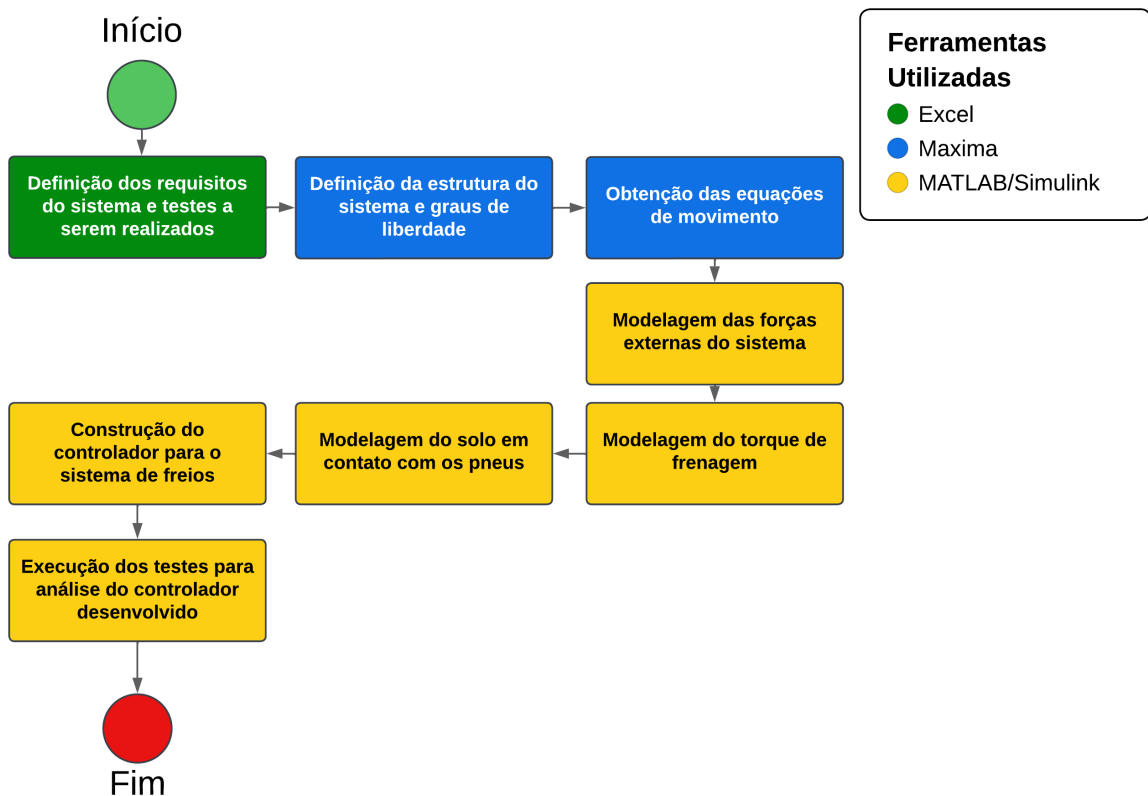 Início
Ferramentas
Utilizadas
Excel
Maxima
MATLAB/Simulink
Definição dos requisitos
do sistema e testes a
serem realizados
Definição da estrutura do
sistema e graus de
liberdade
Obtenção das equações
de movimento
Modelagem das forças
externas do sistema
Modelagem do torque de
frenagem
Modelagem do solo em
contato com os pneus
Construção do
controlador para o
sistema de freios
Execução dos testes para
análise do controlador
desenvolvido
Fim